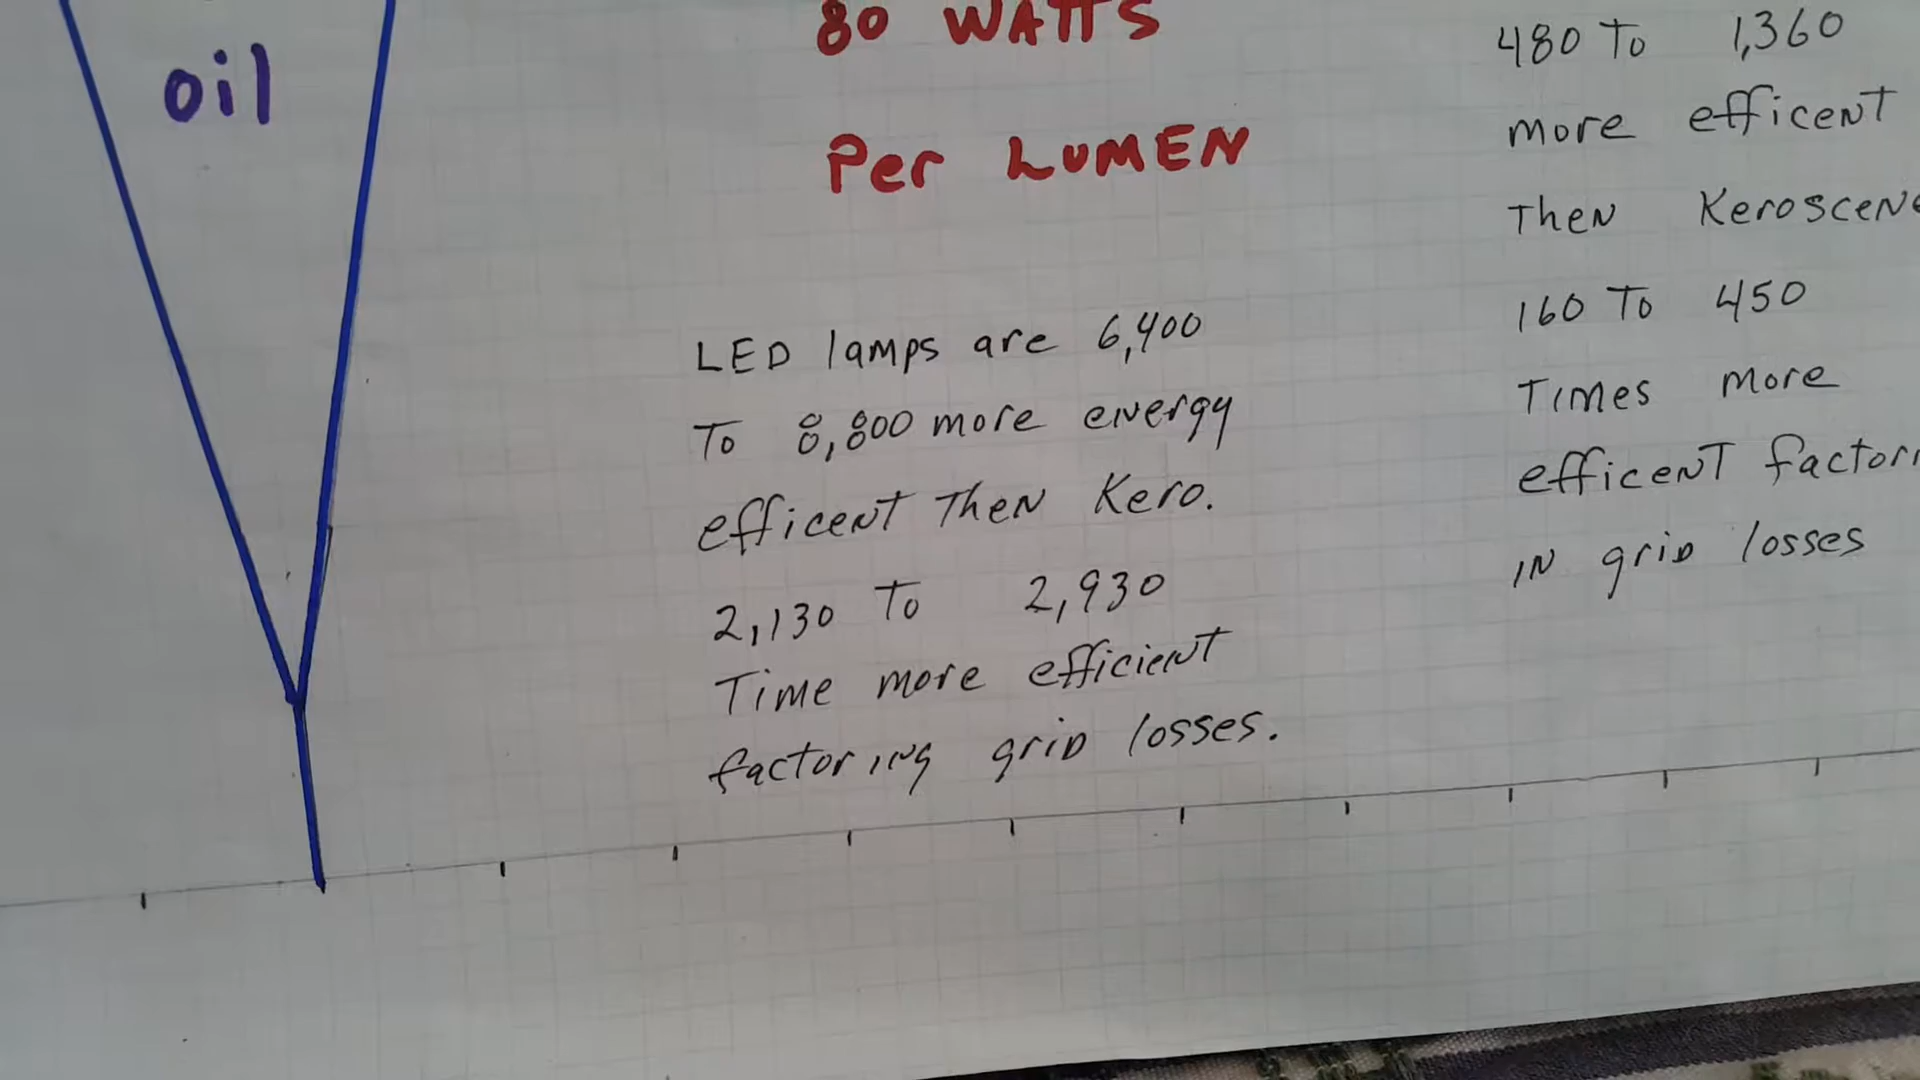 oil
80 WATTS
Per LUMEN
LED lamps are 6,400
To 8,800 more energy
efficent Then Kero.
2,130 To 2,930
Time more efficient
factoring grid losses.
480 To 1,360
more efficent
Then Keroscene
160 To 450
Times more
efficent
in grid losses